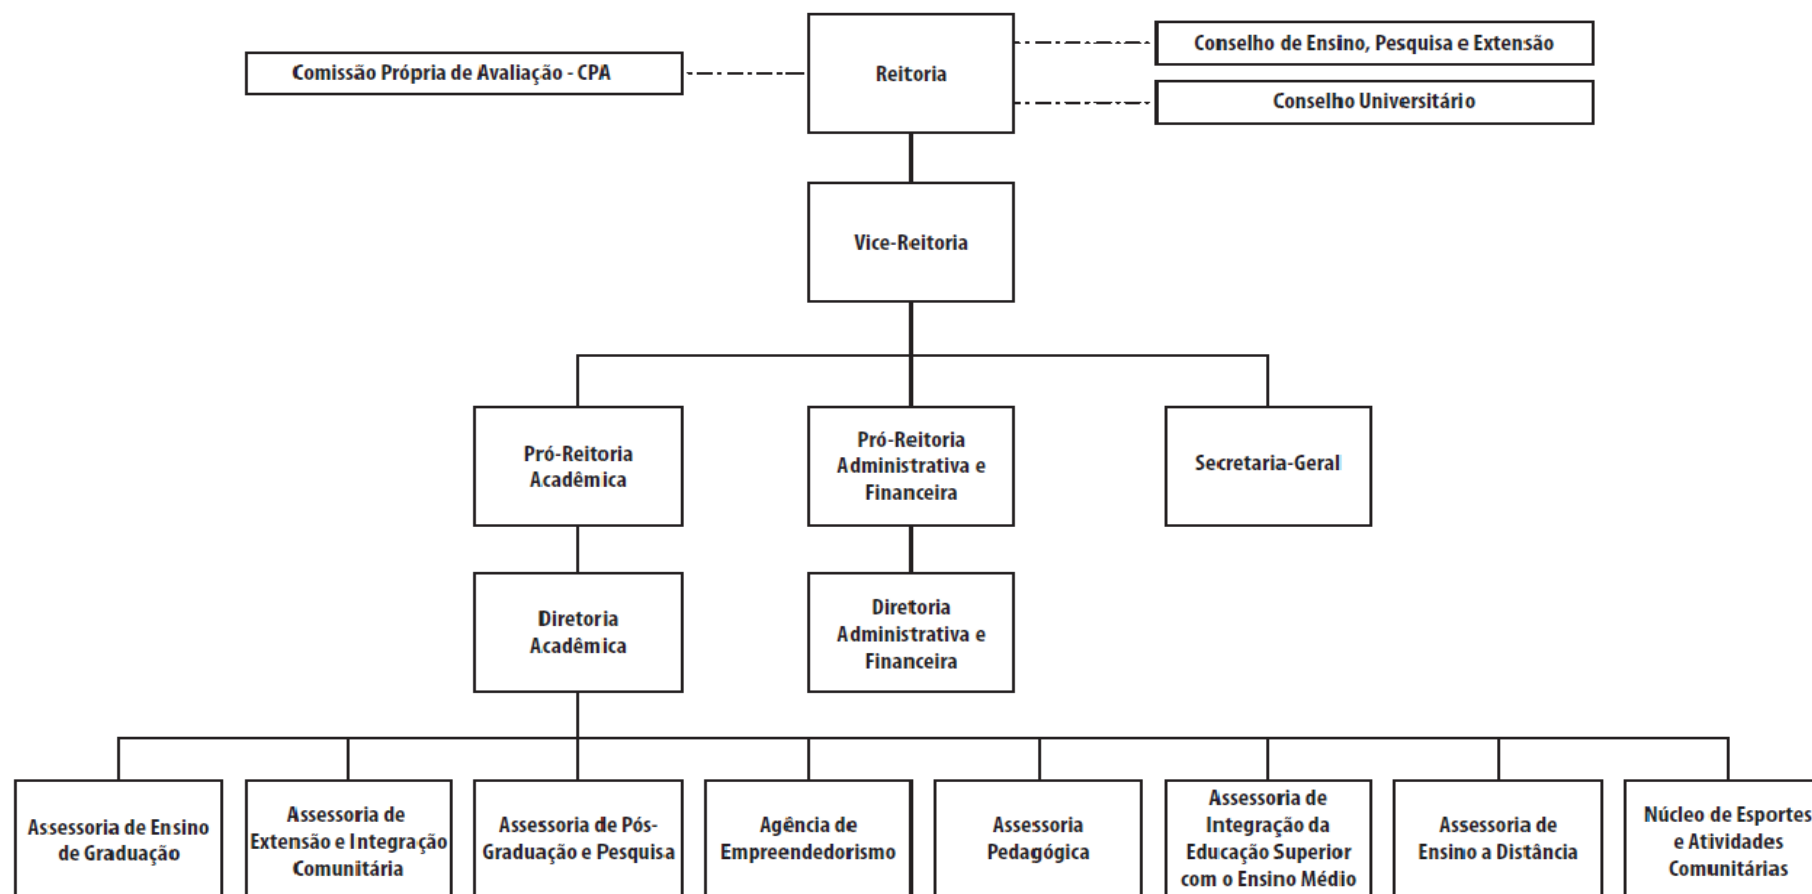 Conselho de Ensino, Pesquisa e Extensão
Comissão Própria de Avaliação - CPA
Reitoria
Conselho Universitário
Vice-Reitoria
Pró-Reitoria
Acadêmica
Pró-Reitoria
Administrativa e
Financeira
Secretaria-Geral
Diretoria
Acadêmica
Diretoria
Administrativa e
Financeira
Assessoria de Ensino
de Graduação
Assessoria de
Extensão e Integração
Comunitária
Assessoria de Pós-
Graduação e Pesquisa
Agência de
Empreendedorismo
Assessoria
Pedagógica
Assessoria de
Integração da
Educação Superior
com o Ensino Médio
Assessoria de
Ensino a Distância
Núcleo de Esportes
e Atividades
Comunitárias